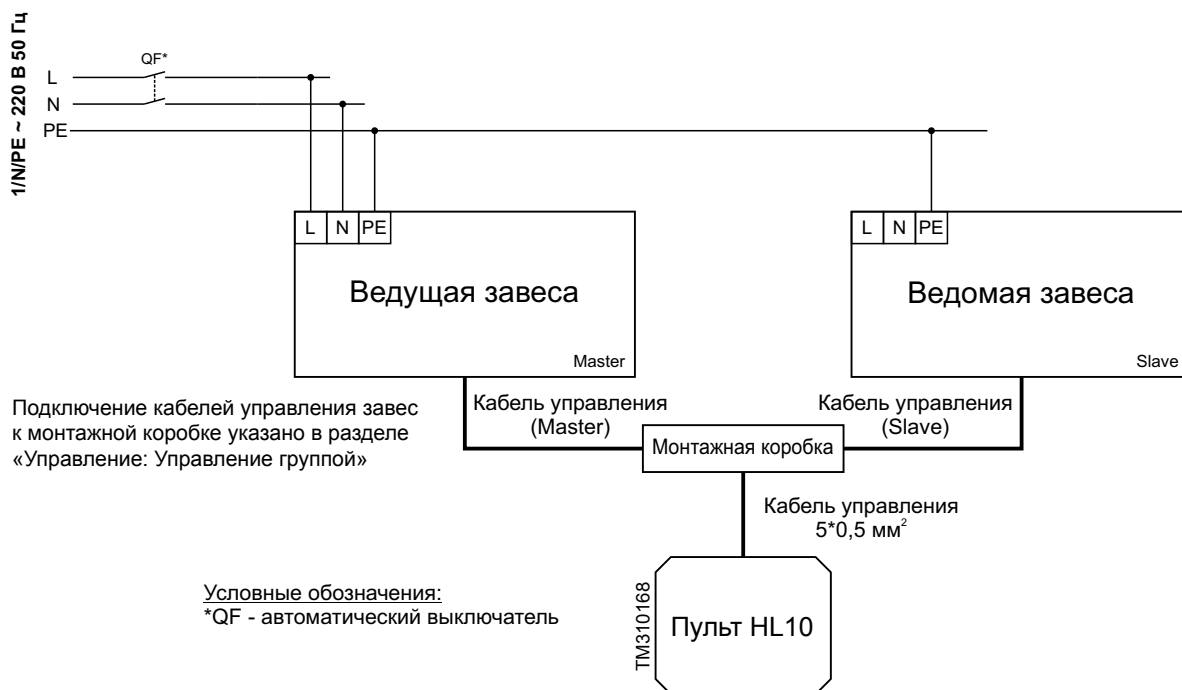 1/N/PE ~ 220 В 50 Гц
QF*
L
N
PE
L N PE
Ведущая завеса
Master
L N PE
Ведомая завеса
Slave
Подключение кабелей управления завес
к монтажной коробке указано в разделе
«Управление: Управление группой»
Кабель управления
(Master)
Кабель управления
(Slave)
Монтажная коробка
Кабель управления
5*0,5 мм²
Условные обозначения:
*QF - автоматический выключатель
TM310168
Пульт HL10